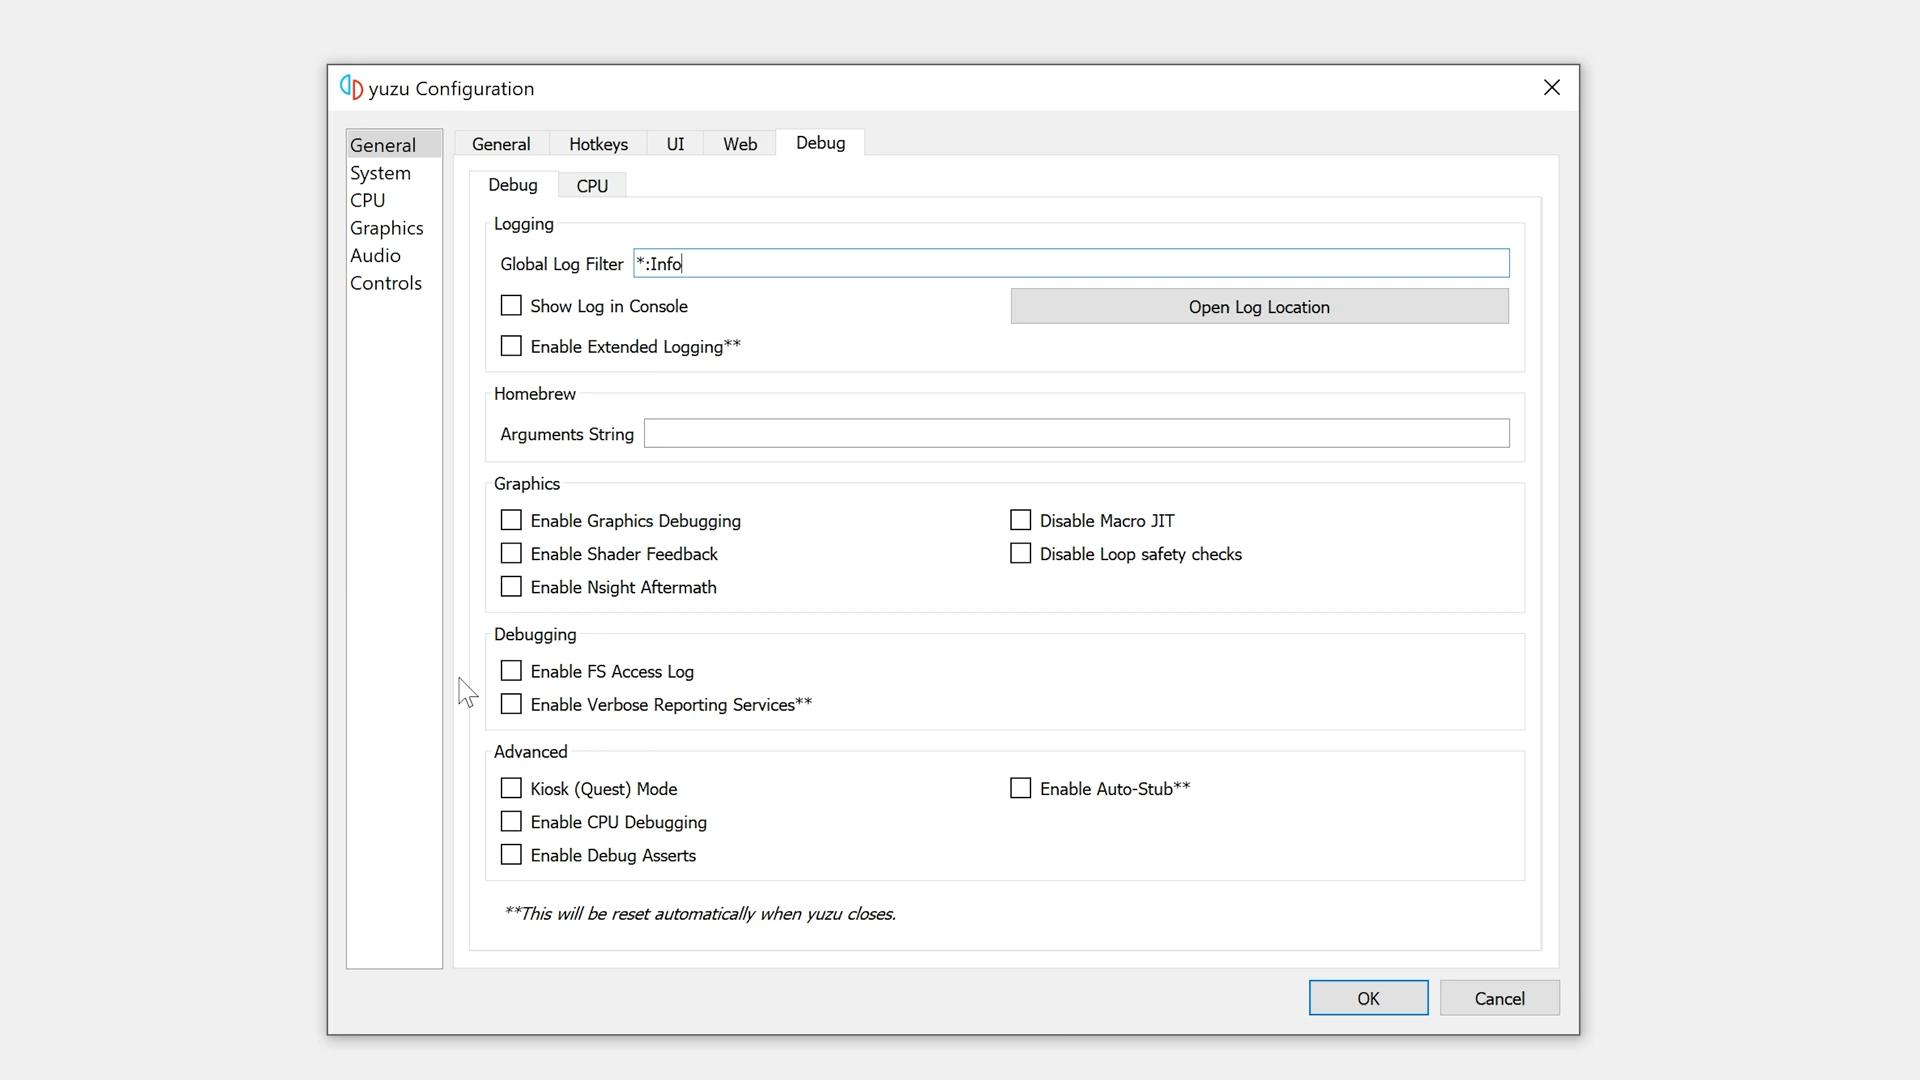 yuzu Configuration
General
System
CPU
Graphics
Audio
Controls
General Hotkeys UI Web Debug
Debug CPU
Logging
Global Log Filter *:Info
Show Log in Console Open Log Location
Enable Extended Logging**
Homebrew
Arguments String
Graphics
Enable Graphics Debugging Disable Macro JIT
Enable Shader Feedback Disable Loop safety checks
Enable Nsight Aftermath
Debugging
Enable FS Access Log
Enable Verbose Reporting Services**
Advanced
Kiosk (Quest) Mode Enable Auto-Stub**
Enable CPU Debugging
Enable Debug Asserts
**This will be reset automatically when yuzu closes.
OK Cancel